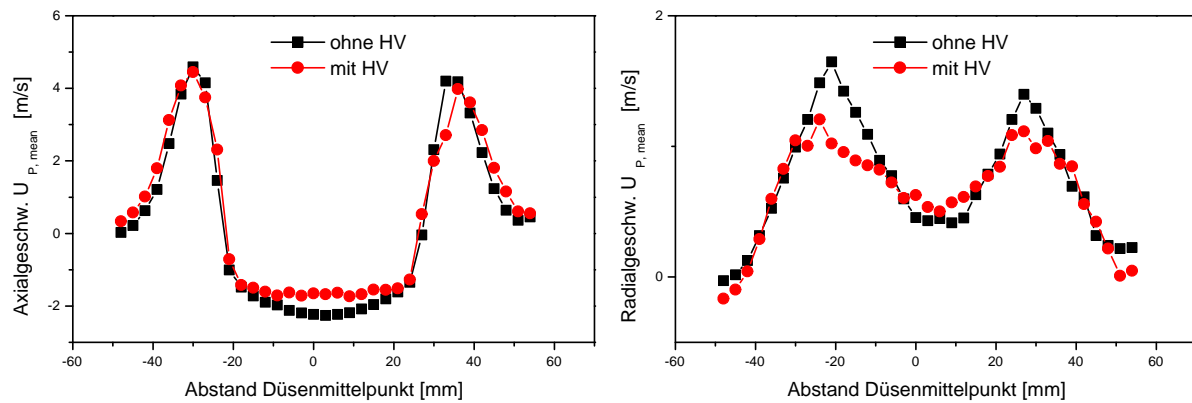 6
4
2
0
-2
-60 -40 -20 0 20 40 60
Axialgeschw. U P, mean [m/s]
Abstand Düsenmittelpunkt [mm]
ohne HV
mit HV
2
1
0
-60 -40 -20 0 20 40 60
Radialgeschw. U P, mean [m/s]
Abstand Düsenmittelpunkt [mm]
ohne HV
mit HV